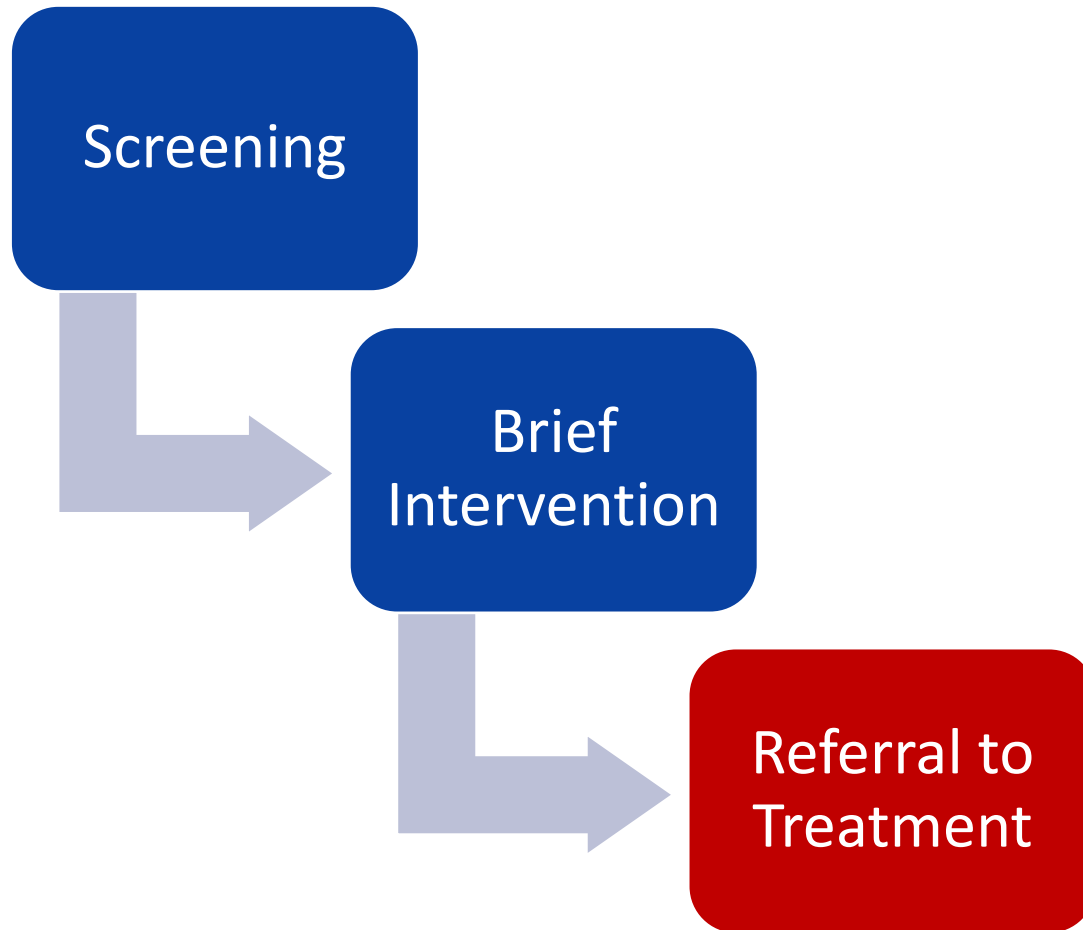 Screening
Brief
Intervention
Referral to
Treatment